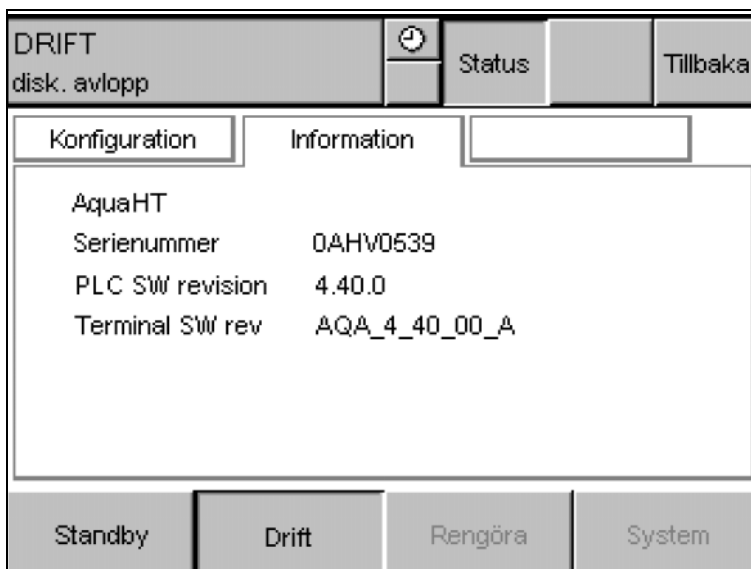 DRIFT
disk. avlopp
Status
Tillbaka
Konfiguration
Information
AquaHT
Serienummer 0AHV0539
PLC SW revision 4.40.0
Terminal SW rev AQA_4_40_00_A
Standby
Drift
Rengöra
System